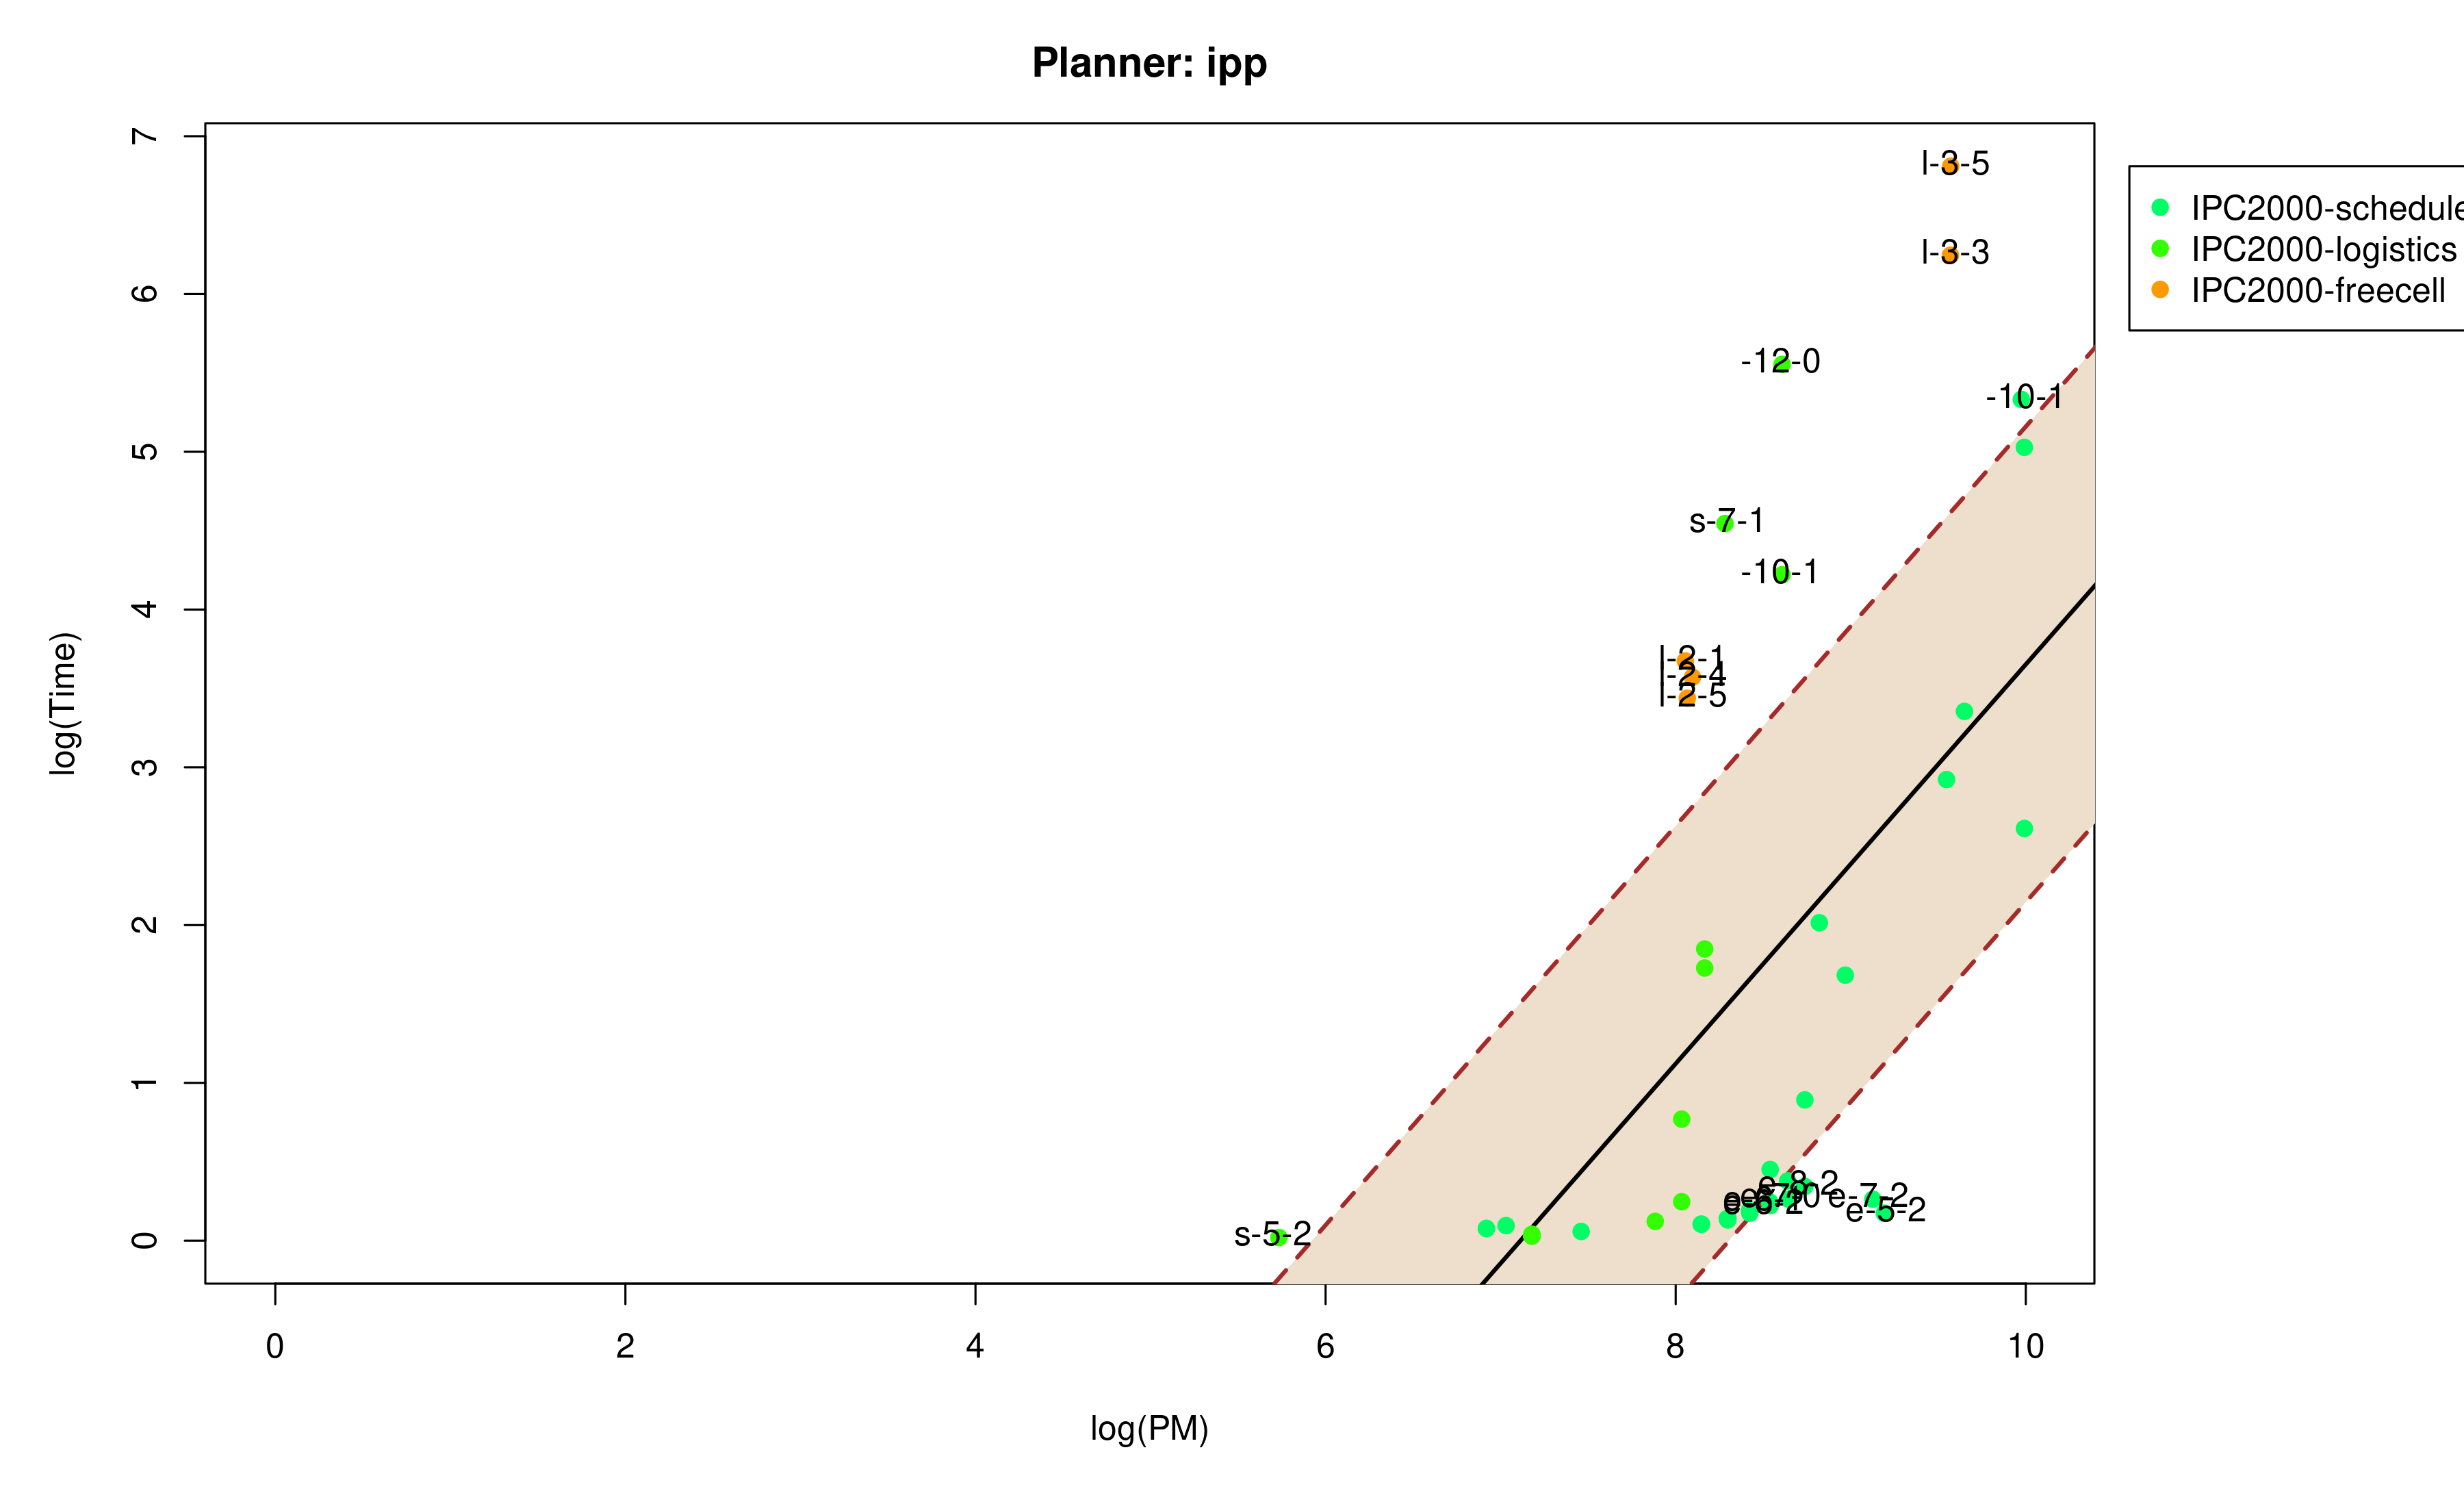 Planner: ipp
log(Time)
7
6
5
4
3
2
1
0
l-3-5
l-3-3
-12-0
-10-1
s-7-1
-10-1
l-2-1
l-2-4
l-2-5
e-8-2
e-7-2
e-5-2
s-5-2
0
2
4
6
8
10
log(PM)
IPC2000-schedule
IPC2000-logistics
IPC2000-freecell